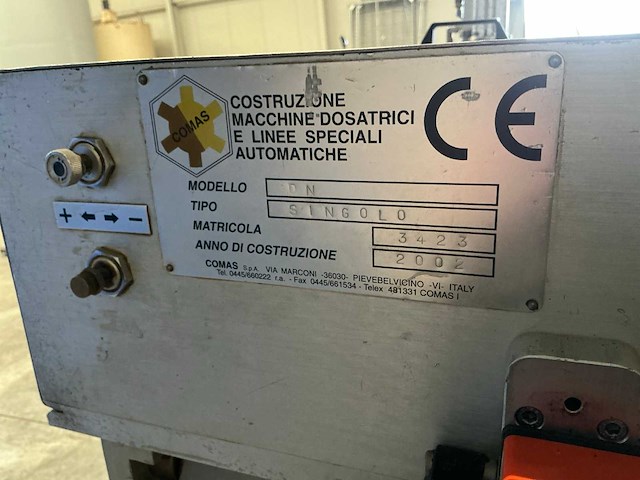 COMAS
COSTRUZIONE
MACCHINE DOSATRICI
E LINEE SPECIALI
AUTOMATICHE
CE
MODELLO PN
TIPO SINGOLO
MATRICOLA 3423
ANNO DI COSTRUZIONE 2002
COMAS S.p.A. VIA MARCONI -36030- PIEVEBELVICINO -VI- ITALY
Tel. 0445/660222 r.a. - Fax 0445/661534 - Telex 481331 COMAS I
+ ← → −